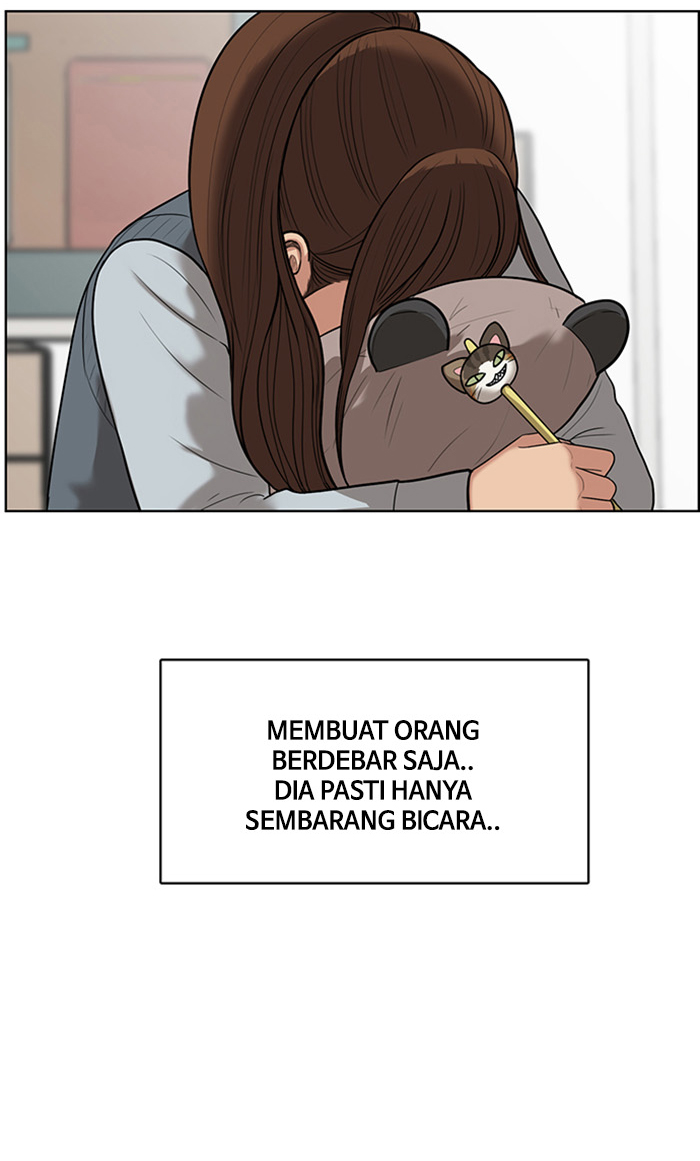 MEMBUAT ORANG
BERDEBAR SAJA..
DIA PASTI HANYA
SEMBARANG BICARA..